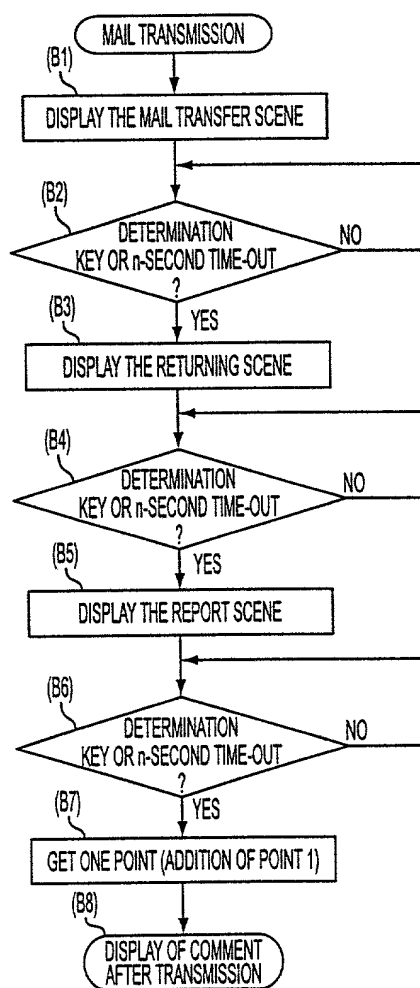 MAIL TRANSMISSION
(B1)
DISPLAY THE MAIL TRANSFER SCENE
(B2)
DETERMINATION
KEY OR n-SECOND TIME-OUT
?
NO
YES
(B3)
DISPLAY THE RETURNING SCENE
(B4)
DETERMINATION
KEY OR n-SECOND TIME-OUT
?
NO
YES
(B5)
DISPLAY THE REPORT SCENE
(B6)
DETERMINATION
KEY OR n-SECOND TIME-OUT
?
NO
YES
(B7)
GET ONE POINT (ADDITION OF POINT 1)
(B8)
DISPLAY OF COMMENT
AFTER TRANSMISSION